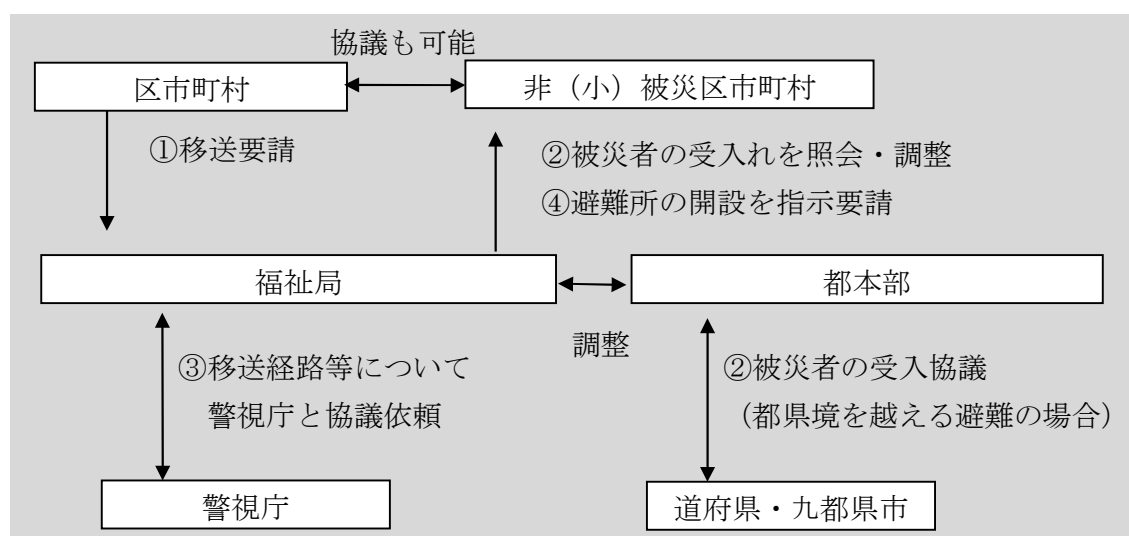 協議も可能
区市町村
非（小）被災区市町村
①移送要請
②被災者の受入れを照会・調整
④避難所の開設を指示要請
福祉局
都本部
調整
③移送経路等について
警視庁と協議依頼
②被災者の受入協議
（都県境を越える避難の場合）
警視庁
道府県・九都県市